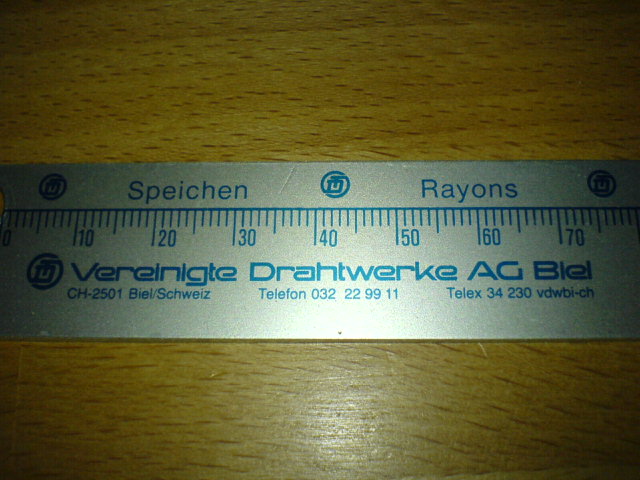 Speichen Rayons
0 10 20 30 40 50 60 70
Vereinigte Drahtwerke AG Biel
CH-2501 Biel/Schweiz Telefon 032 22 99 11 Telex 34 230 vdwbi-ch